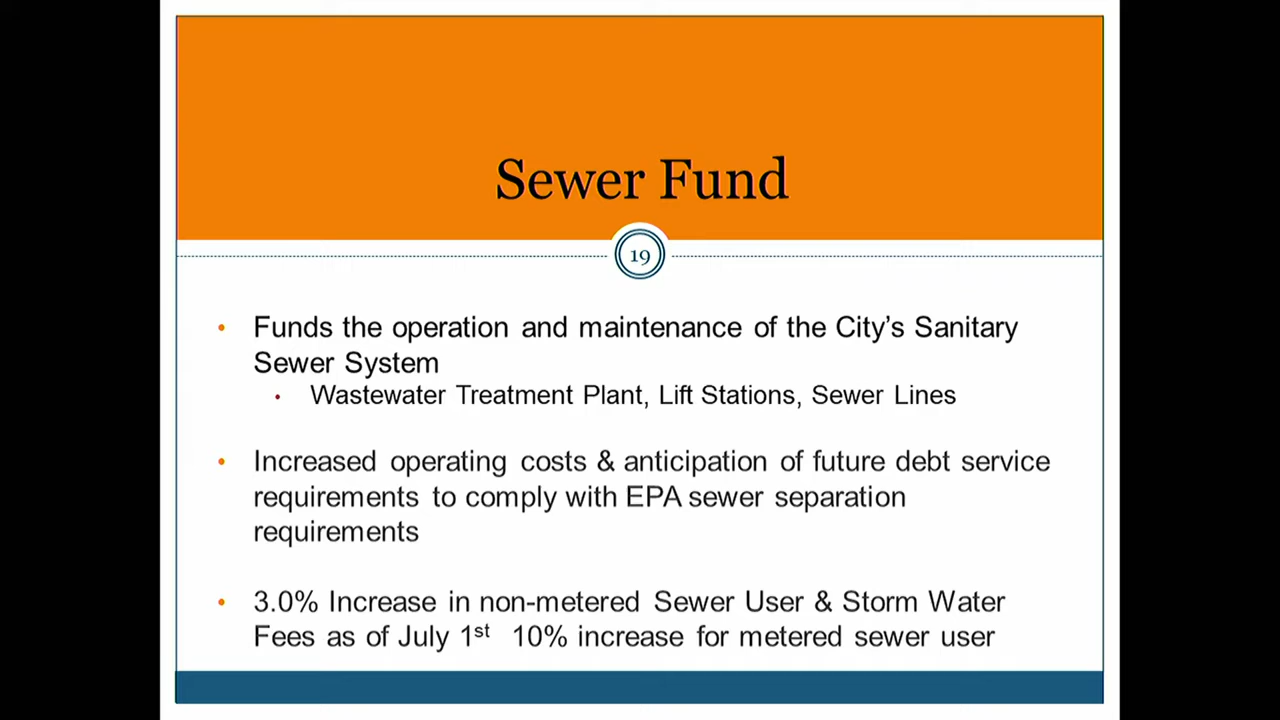 Sewer Fund
19
• Funds the operation and maintenance of the City’s Sanitary
Sewer System
• Wastewater Treatment Plant, Lift Stations, Sewer Lines
• Increased operating costs & anticipation of future debt service
requirements to comply with EPA sewer separation
requirements
• 3.0% Increase in non-metered Sewer User & Storm Water
Fees as of July 1st 10% increase for metered sewer user